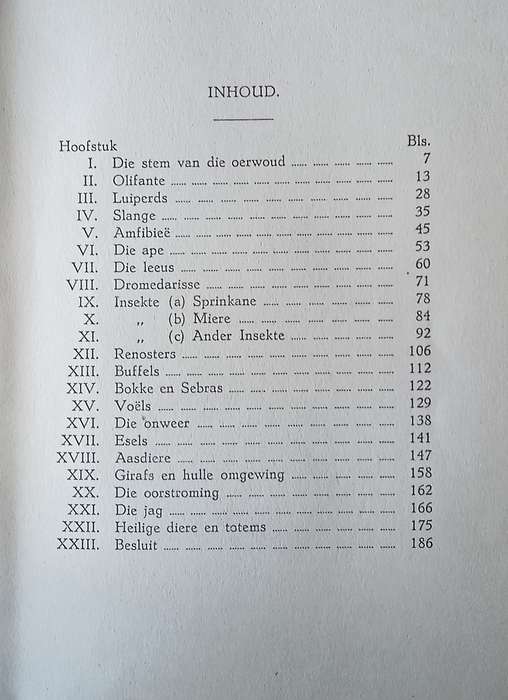 INHOUD.
Hoofstuk Bls.
I. Die stem van die oerwoud ...... ...... ...... ...... ...... 7
II. Olifante ...... ...... ...... ...... ...... ...... ...... ...... ...... 13
III. Luiperds ...... ...... ...... ...... ...... ...... ...... ...... ...... 28
IV. Slange ...... ...... ...... ...... ...... ...... ...... ...... ...... ...... 35
V. Amfibieë ...... ...... ...... ...... ...... ...... ...... ...... ...... 45
VI. Die ape ...... ...... ...... ...... ...... ...... ...... ...... ...... 53
VII. Die leeus ...... ...... ...... ...... ...... ...... ...... ...... ...... 60
VIII. Dromedarisse ...... ...... ...... ...... ...... ...... ...... ...... 71
IX. Insekte (a) Sprinkane ...... ...... ...... ...... ...... ...... 78
X. „ (b) Miere ...... ...... ...... ...... ...... ...... ...... 84
XI. „ (c) Ander Insekte ...... ...... ...... ...... ...... 92
XII. Renosters ...... ...... ...... ...... ...... ...... ...... ...... ...... 106
XIII. Buffels ...... ...... ...... ...... ...... ...... ...... ...... ...... 112
XIV. Bokke en Sebras ...... ...... ...... ...... ...... ...... ...... 122
XV. Voëls ...... ...... ...... ...... ...... ...... ...... ...... ...... ...... 129
XVI. Die onweer ...... ...... ...... ...... ...... ...... ...... ...... 138
XVII. Esels ...... ...... ...... ...... ...... ...... ...... ...... ...... ...... 141
XVIII. Aasdiere ...... ...... ...... ...... ...... ...... ...... ...... ...... 147
XIX. Girafs en hulle omgewing ...... ...... ...... ...... ...... 158
XX. Die oorstroming ...... ...... ...... ...... ...... ...... ...... 162
XXI. Die jag ...... ...... ...... ...... ...... ...... ...... ...... ...... 166
XXII. Heilige diere en totems ...... ...... ...... ...... ...... ...... 175
XXIII. Besluit ...... ...... ...... ...... ...... ...... ...... ...... ...... ...... 186